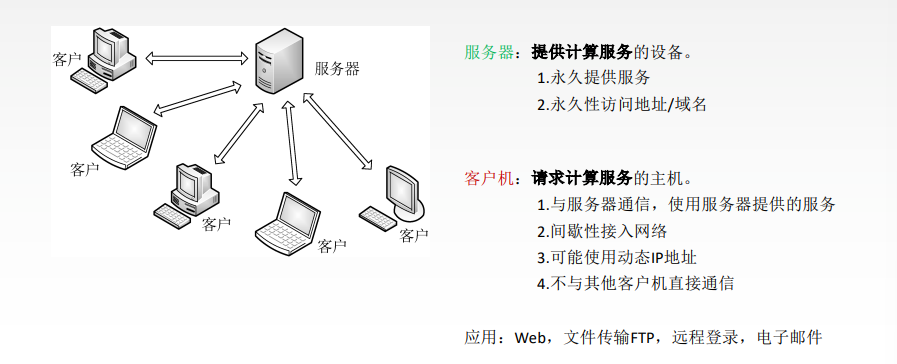 客户
服务器
客户
客户
客户
客户
服务器：提供计算服务的设备。
1.永久提供服务
2.永久性访问地址/域名
客户机：请求计算服务的主机。
1.与服务器通信，使用服务器提供的服务
2.间歇性接入网络
3.可能使用动态IP地址
4.不与其他客户机直接通信
应用：Web，文件传输FTP，远程登录，电子邮件